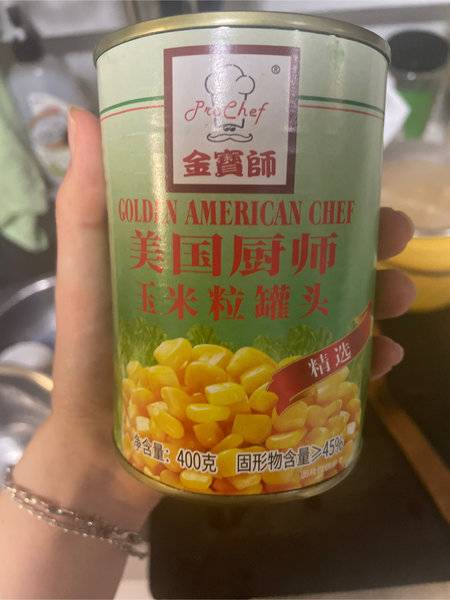 ProChef
®
金寶師
GOLDEN AMERICAN CHEF
美国厨师
玉米粒罐头
精选
净含量：400克 固形物含量≥45%